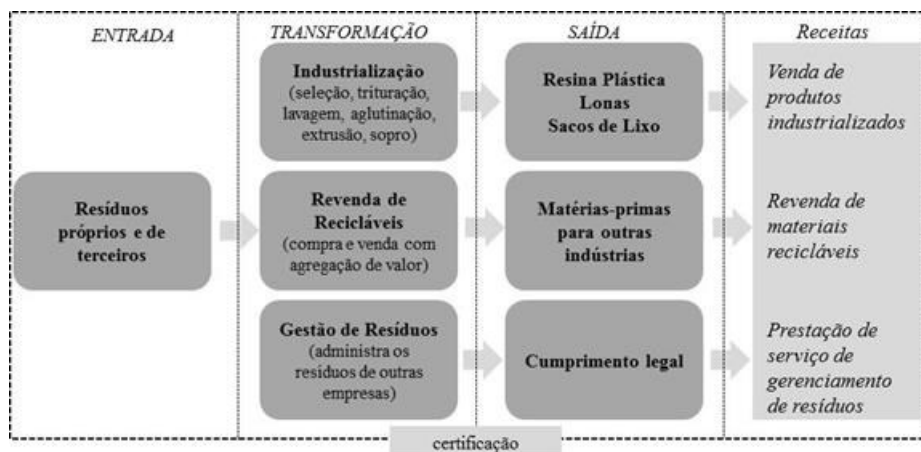 ENTRADA
TRANSFORMAÇÃO
SAÍDA
Receitas
Industrialização
(seleção, trituração,
lavagem, aglutinação,
extrusão, sopro)
Resina Plástica
Lonas
Sacos de Lixo
Venda de
produtos
industrializados
Resíduos
próprios e de
terceiros
Revenda de
Recicláveis
(compra e venda com
agregação de valor)
Matérias-primas
para outras
indústrias
Revenda de
materiais
recicláveis
Gestão de Resíduos
(administra os
resíduos de outras
empresas)
Cumprimento legal
Prestação de
serviço de
gerenciamento
de resíduos
certificação